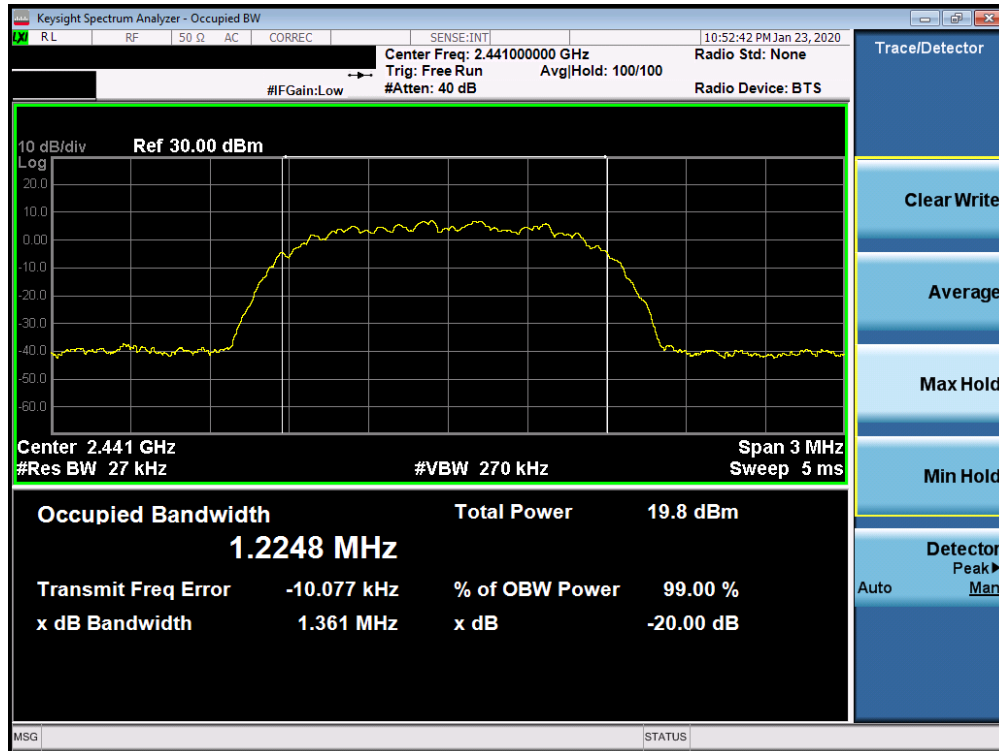 Keysight Spectrum Analyzer - Occupied BW
LXI RL RF 50 Ω AC CORREC SENSE:INT 10:52:42 PM Jan 23, 2020
Center Freq: 2.441000000 GHz Radio Std: None
Trig: Free Run Avg|Hold: 100/100
#IFGain:Low #Atten: 40 dB Radio Device: BTS
Trace/Detector
10 dB/div Ref 30.00 dBm
Log
20.0
10.0
0.00
-10.0
-20.0
-30.0
-40.0
-50.0
-60.0
Center 2.441 GHz Span 3 MHz
#Res BW 27 kHz #VBW 270 kHz Sweep 5 ms
Occupied Bandwidth Total Power 19.8 dBm
1.2248 MHz
Transmit Freq Error -10.077 kHz % of OBW Power 99.00 %
x dB Bandwidth 1.361 MHz x dB -20.00 dB
Clear Write
Average
Max Hold
Min Hold
Detector
Peak▶
Auto Man
MSG STATUS